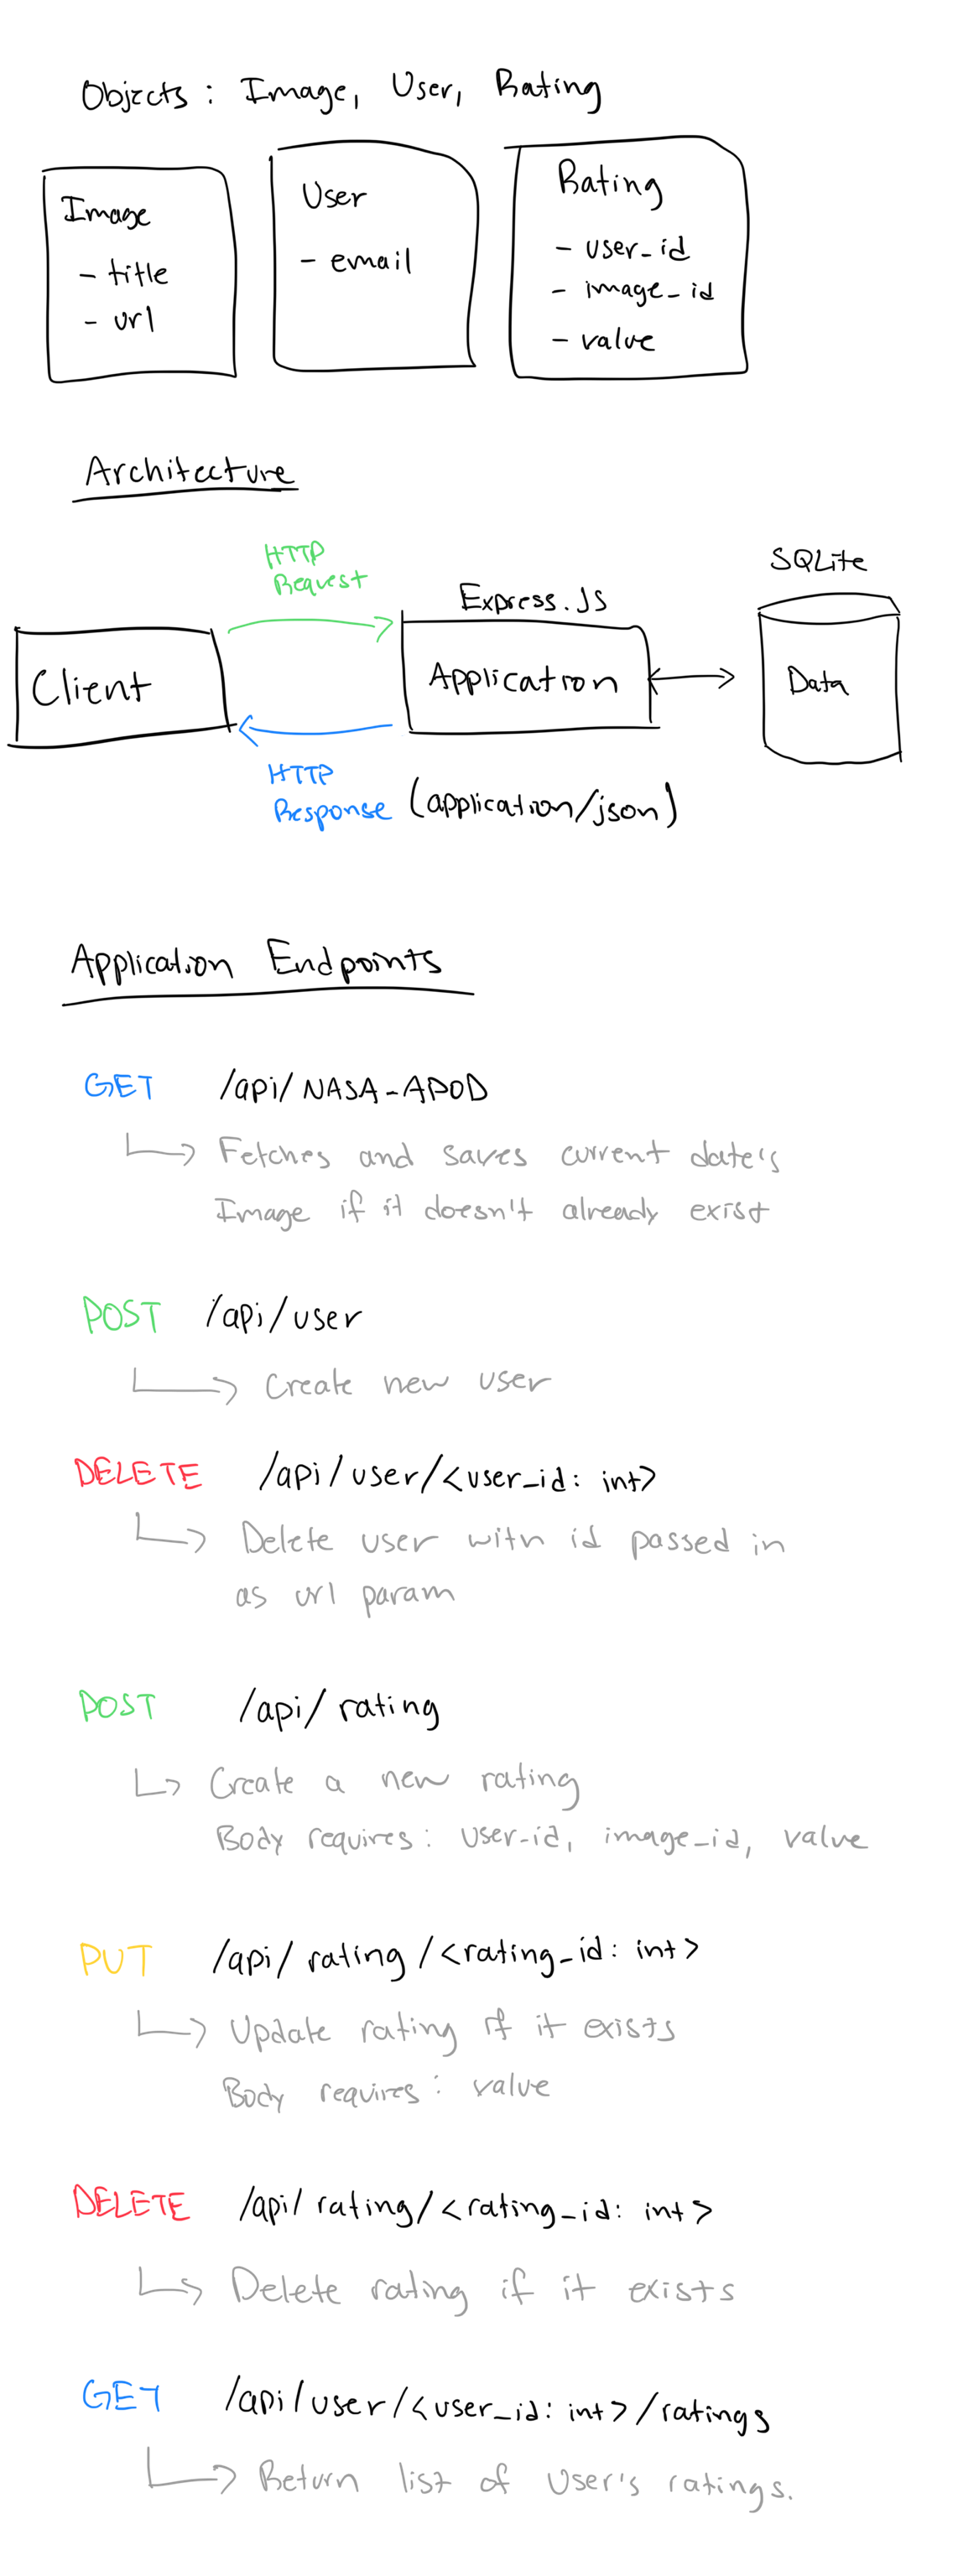 Objects: Image, User, Rating
Image
- title
- url
User
- email
Rating
- user_id
- image_id
- value
Architecture
HTTP
Request
Client
Express.JS
Application
SQLite
Data
HTTP
Response (application/json)
Application Endpoints
GET /api/NASA-APOD
Fetches and saves current date's
Image if it doesn't already exist
POST /api/user
Create new user
DELETE /api/user/<user_id: int>
Delete user with id passed in
as url param
POST /api/rating
Create a new rating
Body requires: user_id, image_id, value
PUT /api/rating/<rating_id: int>
Update rating if it exists
Body requires: value
DELETE /api/rating/<rating_id: int>
Delete rating if it exists
GET /api/user/<user_id: int>/ratings
Return list of User's ratings.